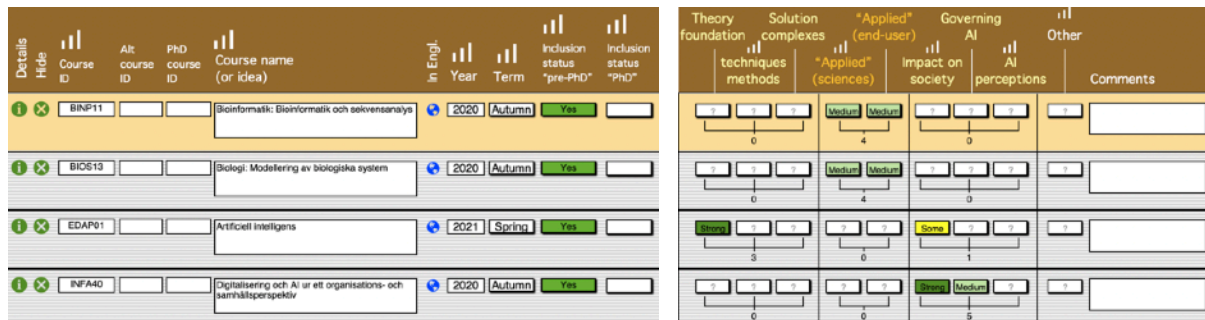 Details
Hide
Course
ID
Alt
course
ID
PhD
course
ID
Course name
(or idea)
In Engl.
Year
Term
Inclusion
status
"pre-PhD"
Inclusion
status
"PhD"
BINP11
Bioinformatik: Bioinformatik och sekvensanalys
2020 Autumn Yes
BIOS13
Biologi: Modellering av biologiska system
2020 Autumn Yes
EDAP01
Artificiell intelligens
2021 Spring Yes
INFA40
Digitalisering och AI ur ett organisations- och
samhällsperspektiv
2020 Autumn Yes
Theory
foundation
techniques
methods
Solution
complexes
"Applied"
(sciences)
"Applied"
(end-user)
Impact on
society
Governing
AI
AI
perceptions
Other
Comments
? ? ? Medium Medium ? ? ? ?
0 4 0
? ? ? Medium Medium ? ? ? ?
0 4 0
Strong ? ? ? ? Some ? ? ?
3 0 1
? ? ? ? ? Strong Medium ? ?
0 0 5